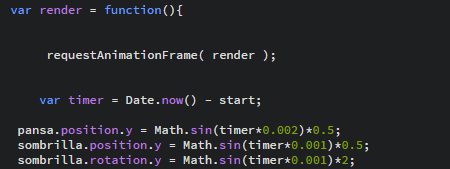 var render = function(){
requestAnimationFrame( render );
var timer = Date.now() - start;
pansa.position.y = Math.sin(timer*0.002)*0.5;
sombrilla.position.y = Math.sin(timer*0.001)*0.5;
sombrilla.rotation.y = Math.sin(timer*0.001)*2;